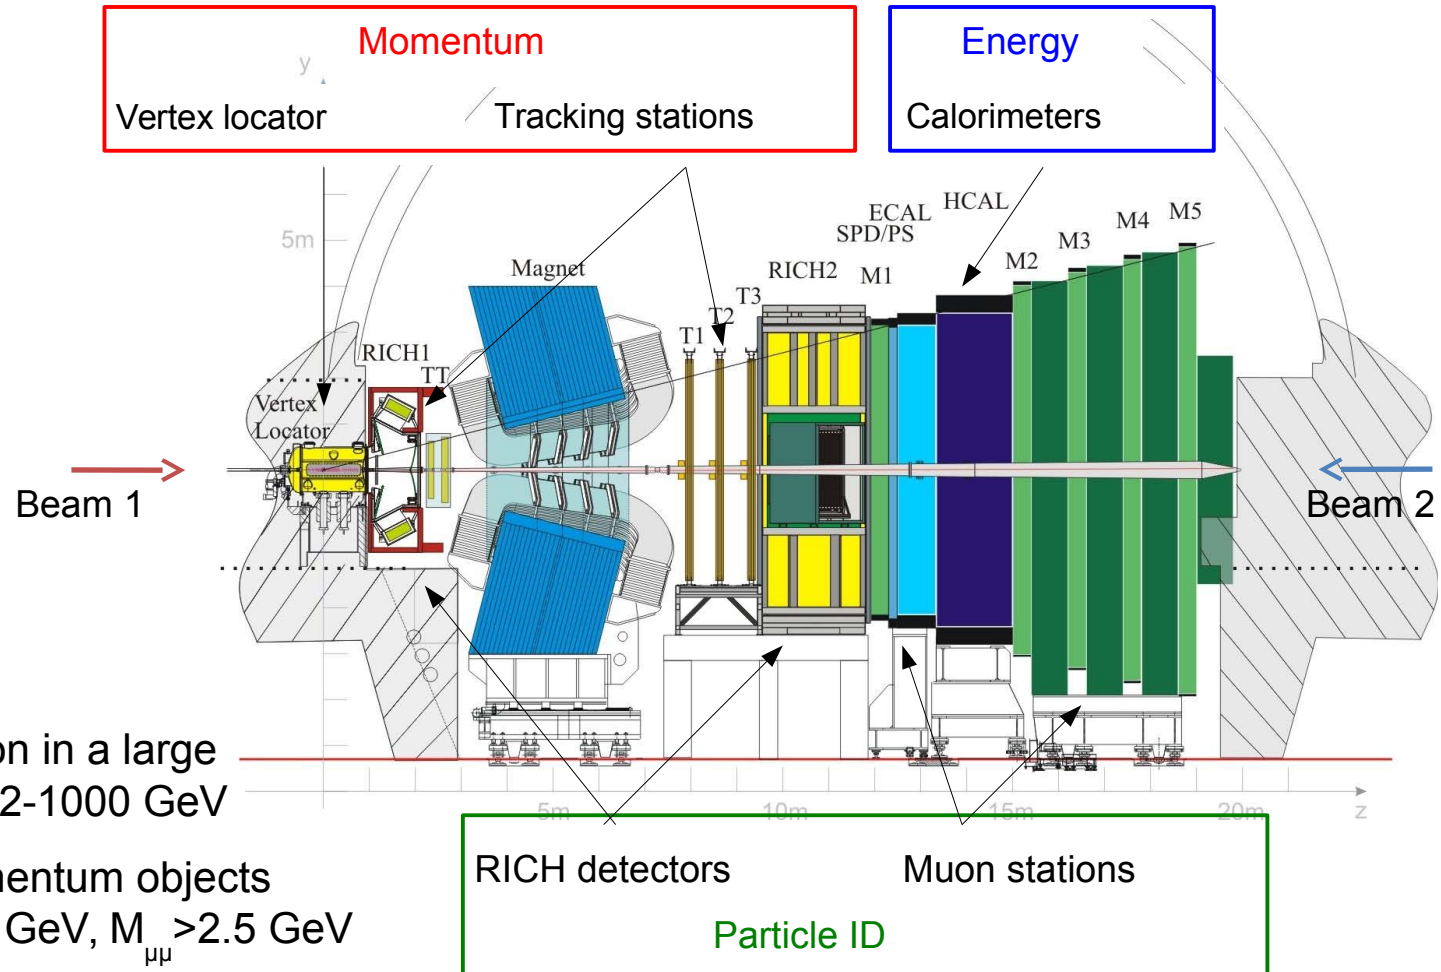 Momentum
Energy
y
Vertex locator
Tracking stations
Calorimeters
HCAL
ECAL
SPD/PS
M5
M4
M3
M2
5m
Magnet
RICH2
M1
T3
T2
T1
RICH1
TT
Vertex
Locator
Beam 1
Beam 2
on in a large
2-1000 GeV
5m
10m
15m
20m
z
mentum objects
GeV, Mμμ>2.5 GeV
RICH detectors
Muon stations
Particle ID